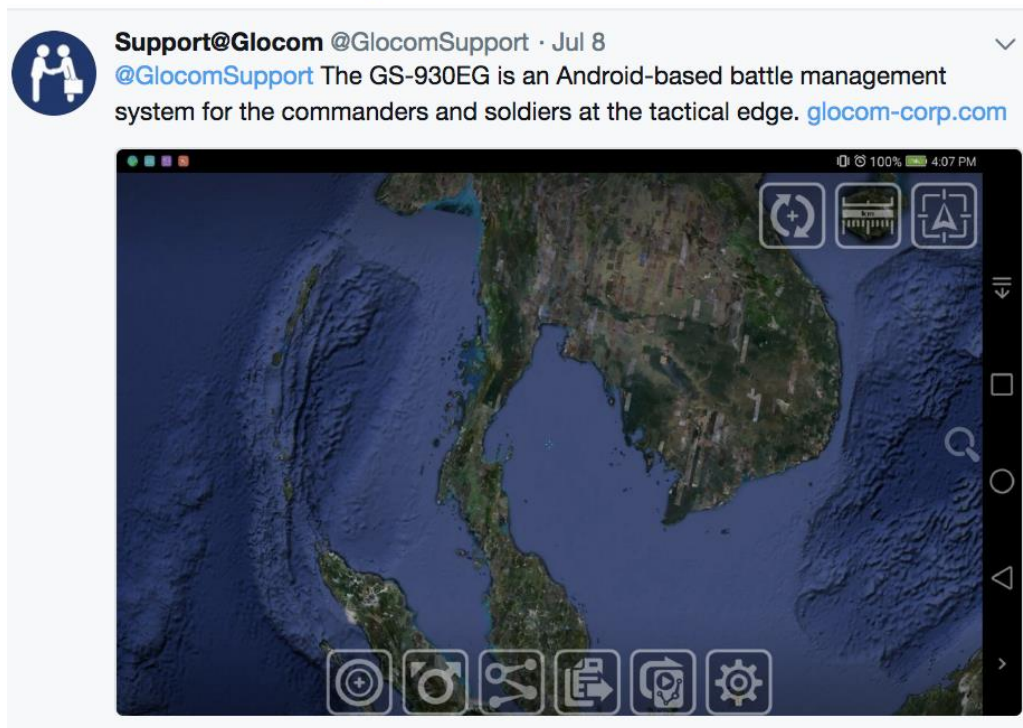 Support@Glocom @GlocomSupport · Jul 8
@GlocomSupport The GS-930EG is an Android-based battle management
system for the commanders and soldiers at the tactical edge. glocom-corp.com
100% 4:07 PM
km